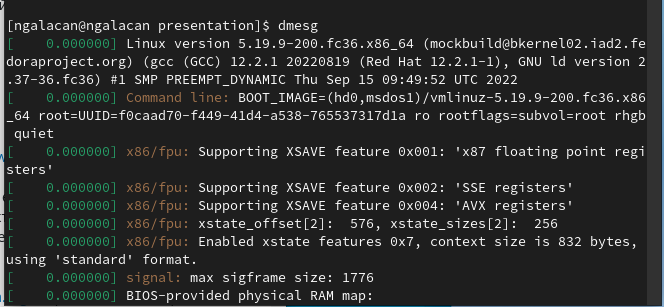 [ngalacan@ngalacan presentation]$ dmesg
[    0.000000] Linux version 5.19.9-200.fc36.x86_64 (mockbuild@bkernel02.iad2.fe
doraproject.org) (gcc (GCC) 12.2.1 20220819 (Red Hat 12.2.1-1), GNU ld version 2
.37-36.fc36) #1 SMP PREEMPT_DYNAMIC Thu Sep 15 09:49:52 UTC 2022
[    0.000000] Command line: BOOT_IMAGE=(hd0,msdos1)/vmlinuz-5.19.9-200.fc36.x86
_64 root=UUID=f0caad70-f449-41d4-a538-765537317d1a ro rootflags=subvol=root rhgb
 quiet
[    0.000000] x86/fpu: Supporting XSAVE feature 0x001: 'x87 floating point regi
sters'
[    0.000000] x86/fpu: Supporting XSAVE feature 0x002: 'SSE registers'
[    0.000000] x86/fpu: Supporting XSAVE feature 0x004: 'AVX registers'
[    0.000000] x86/fpu: xstate_offset[2]:  576, xstate_sizes[2]:  256
[    0.000000] x86/fpu: Enabled xstate features 0x7, context size is 832 bytes,
using 'standard' format.
[    0.000000] signal: max sigframe size: 1776
[    0.000000] BIOS-provided physical RAM map: